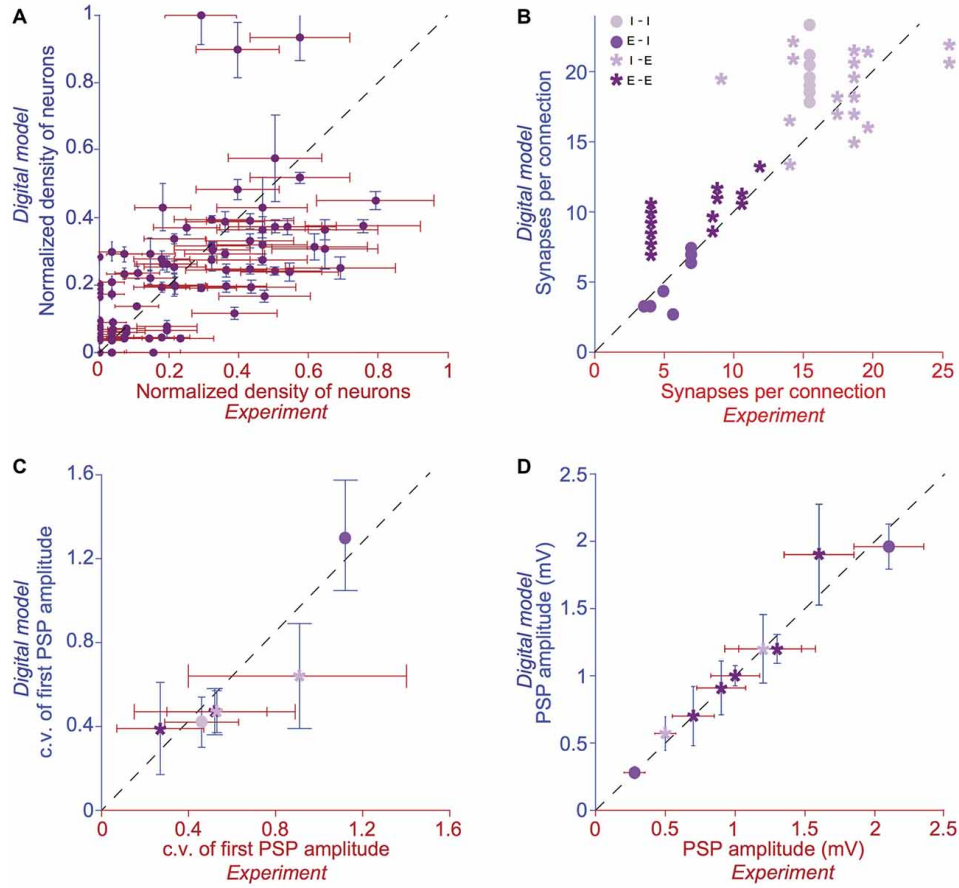 A
Digital model
Normalized density of neurons
1
0.8
0.6
0.4
0.2
0
0
0.2
0.4
0.6
0.8
1
Normalized density of neurons
Experiment
B
I - I
E - I
I - E
E - E
Digital model
Synapses per connection
20
15
10
5
0
0
5
10
15
20
25
Synapses per connection
Experiment
C
Digital model
c.v. of first PSP amplitude
1.6
1.2
0.8
0.4
0
0
0.4
0.8
1.2
1.6
c.v. of first PSP amplitude
Experiment
D
Digital model
PSP amplitude (mV)
2.5
2
1.5
1
0.5
0
0
0.5
1
1.5
2
2.5
PSP amplitude (mV)
Experiment